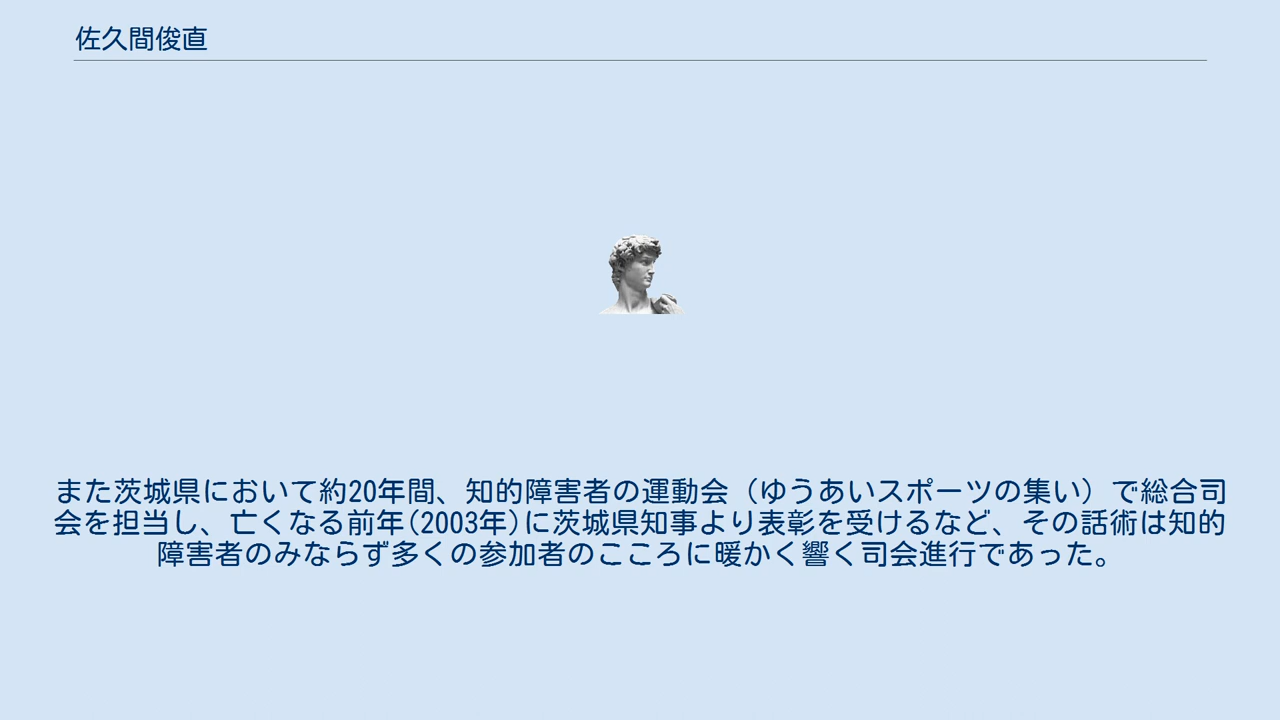 佐久間俊直
また茨城県において約20年間、知的障害者の運動会（ゆうあいスポーツの集い）で総合司
会を担当し、亡くなる前年(2003年)に茨城県知事より表彰を受けるなど、その話術は知的
障害者のみならず多くの参加者のこころに暖かく響く司会進行であった。